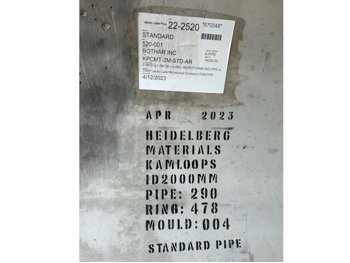 22-2520
*670048*
STANDARD
520-001
BOTHAR INC
KPCMT-2M-STD-AR
4/12/2023
APR 2023
HEIDELBERG
MATERIALS
KAMLOOPS
ID2000MM
PIPE: 290
RING: 478
MOULD: 004
STANDARD PIPE